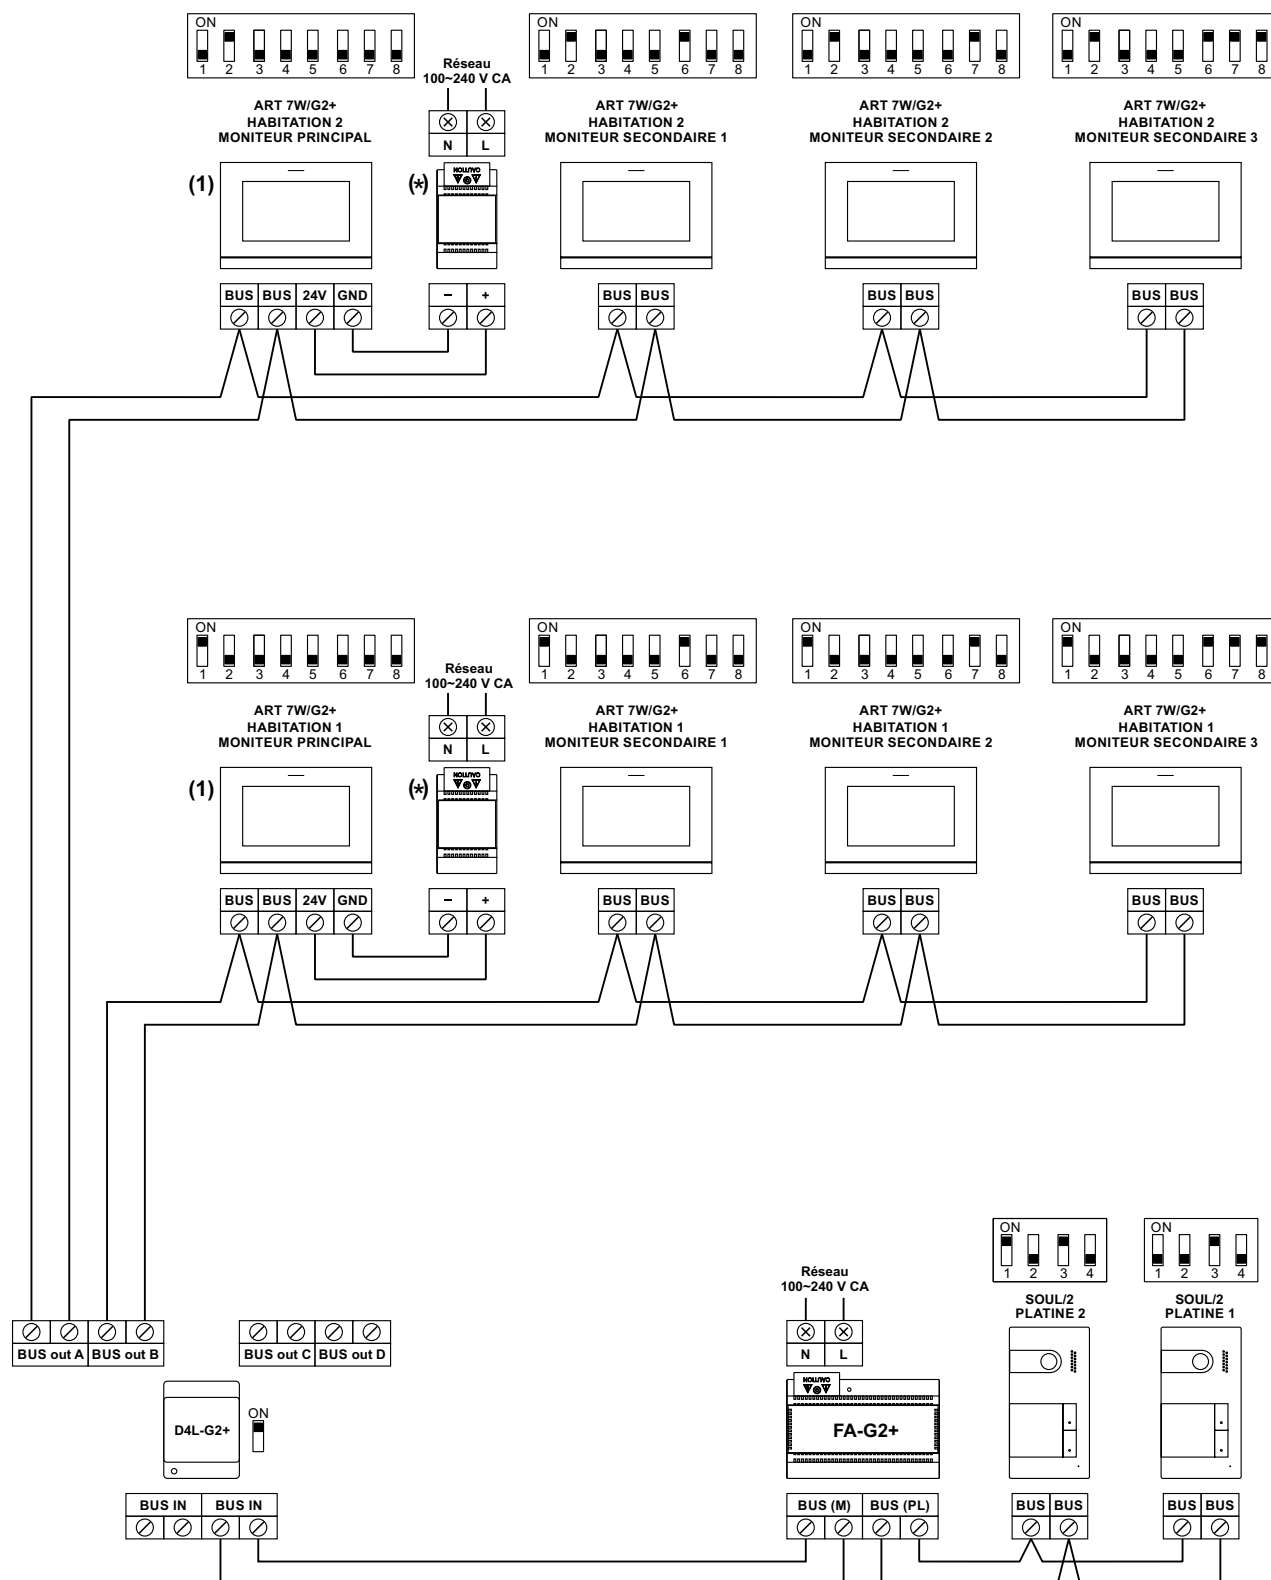 ON ON ON ON
1 2 3 4 5 6 7 8 1 2 3 4 5 6 7 8 1 2 3 4 5 6 7 8 1 2 3 4 5 6 7 8
Réseau
100~240 V CA
ART 7W/G2+
HABITATION 2
MONITEUR PRINCIPAL
N L
ART 7W/G2+
HABITATION 2
MONITEUR SECONDAIRE 1
ART 7W/G2+
HABITATION 2
MONITEUR SECONDAIRE 2
ART 7W/G2+
HABITATION 2
MONITEUR SECONDAIRE 3
(1)
(*)
CAUTION
BUS BUS 24V GND
- +
BUS BUS
BUS BUS
BUS BUS
ON ON ON ON
1 2 3 4 5 6 7 8 1 2 3 4 5 6 7 8 1 2 3 4 5 6 7 8 1 2 3 4 5 6 7 8
Réseau
100~240 V CA
ART 7W/G2+
HABITATION 1
MONITEUR PRINCIPAL
N L
ART 7W/G2+
HABITATION 1
MONITEUR SECONDAIRE 1
ART 7W/G2+
HABITATION 1
MONITEUR SECONDAIRE 2
ART 7W/G2+
HABITATION 1
MONITEUR SECONDAIRE 3
(1)
(*)
CAUTION
BUS BUS 24V GND
- +
BUS BUS
BUS BUS
BUS BUS
ON ON
1 2 3 4 1 2 3 4
Réseau
100~240 V CA
SOUL/2
PLATINE 2
SOUL/2
PLATINE 1
BUS out A BUS out B
BUS out C BUS out D
N L
CAUTION
D4L-G2+
ON
FA-G2+
BUS IN BUS IN
BUS (M) BUS (PL)
BUS BUS
BUS BUS